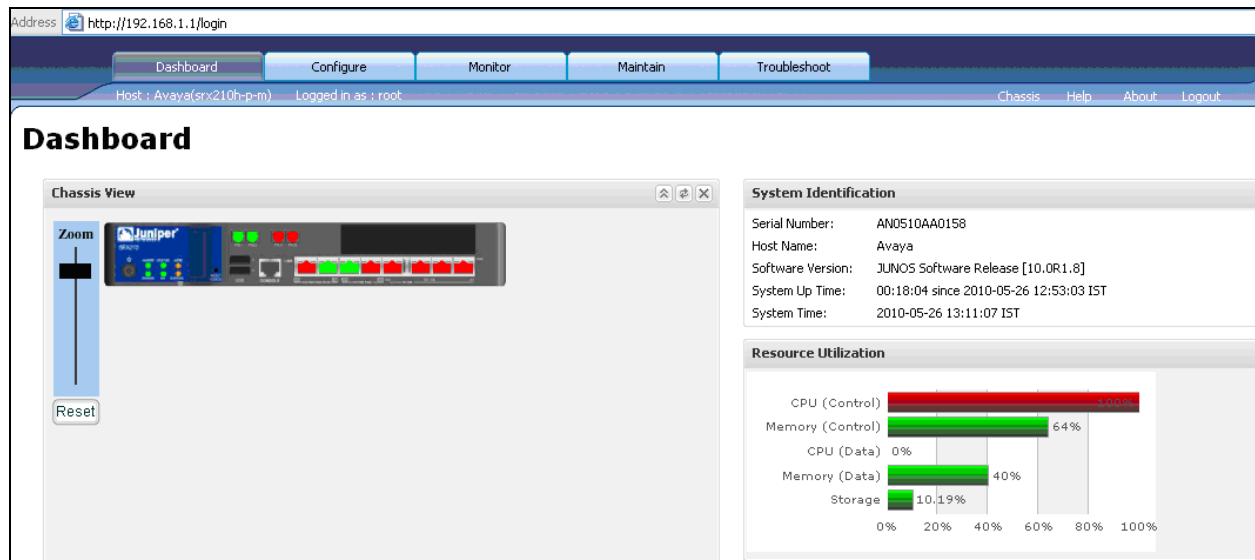 Address http://192.168.1.1/login
Dashboard Configure Monitor Maintain Troubleshoot
Host : Avaya(srx210h-p-m) Logged in as : root Chassis Help About Logout
Dashboard
Chassis View
Zoom
Juniper
CONSOLE
Reset
System Identification
Serial Number: AN0510AA0158
Host Name: Avaya
Software Version: JUNOS Software Release [10.0R1.8]
System Up Time: 00:18:04 since 2010-05-26 12:53:03 IST
System Time: 2010-05-26 13:11:07 IST
Resource Utilization
CPU (Control) 100%
Memory (Control) 64%
CPU (Data) 0%
Memory (Data) 40%
Storage 10.19%
0% 20% 40% 60% 80% 100%